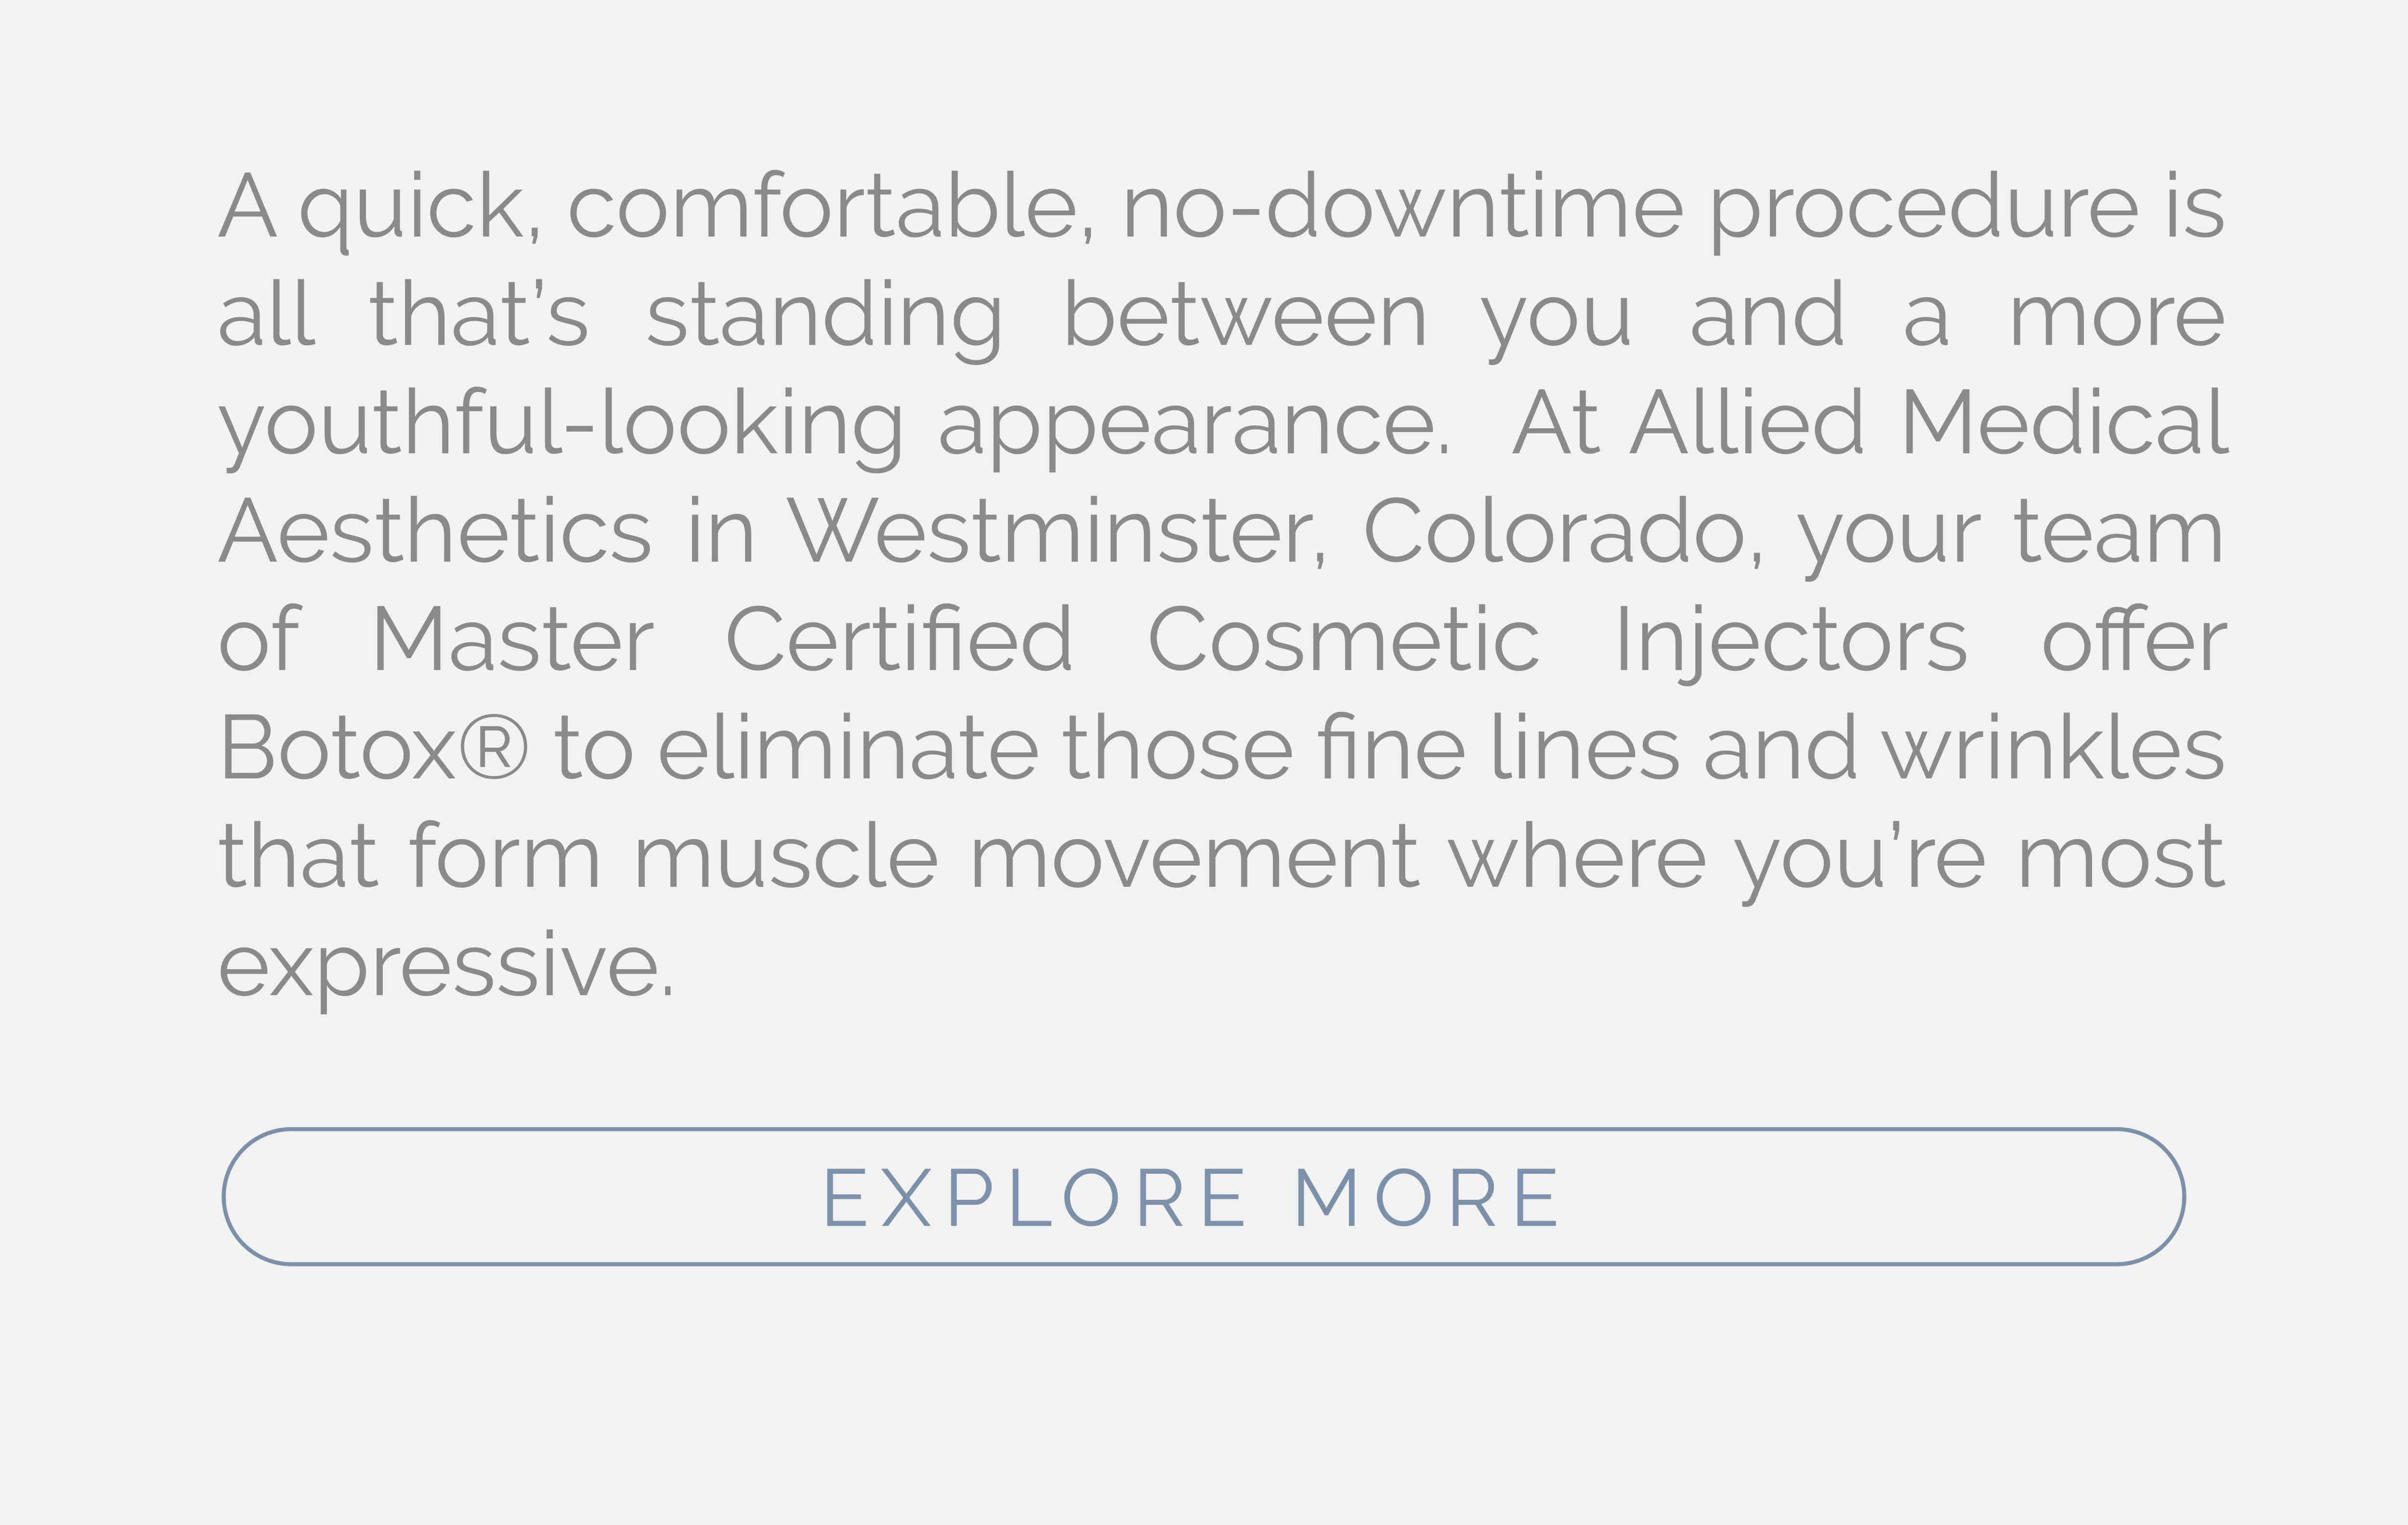 A quick, comfortable, no-downtime procedure is
all that’s standing between you and a more
youthful-looking apperarance. At Allied Medical
Aesthetics in Westminster, Colorado, your team
of Master Certified Cosmetic Injectors offer
Botox® to eliminate those fine lines and wrinkles
that form muscle movement where you’re most
expressive.
EXPLORE MORE